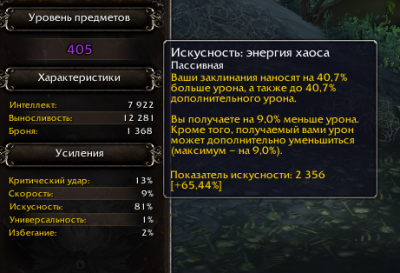 Уровень предметов
405
Характеристики
Интеллект: 7 922
Выносливость: 12 281
Броня: 1 368
Усиления
Критический удар: 13%
Скорость: 9%
Искусность: 81%
Универсальность: 1%
Избегание: 2%
Искусность: энергия хаоса
Пассивная
Ваши заклинания наносят на 40,7%
больше урона, а также до 40,7%
дополнительного урона.
Вы получаете на 9,0% меньше урона.
Кроме того, получаемый вами урон
может дополнительно уменьшиться
(максимум – на 9,0%).
Показатель искусности: 2 356
[+65,44%]